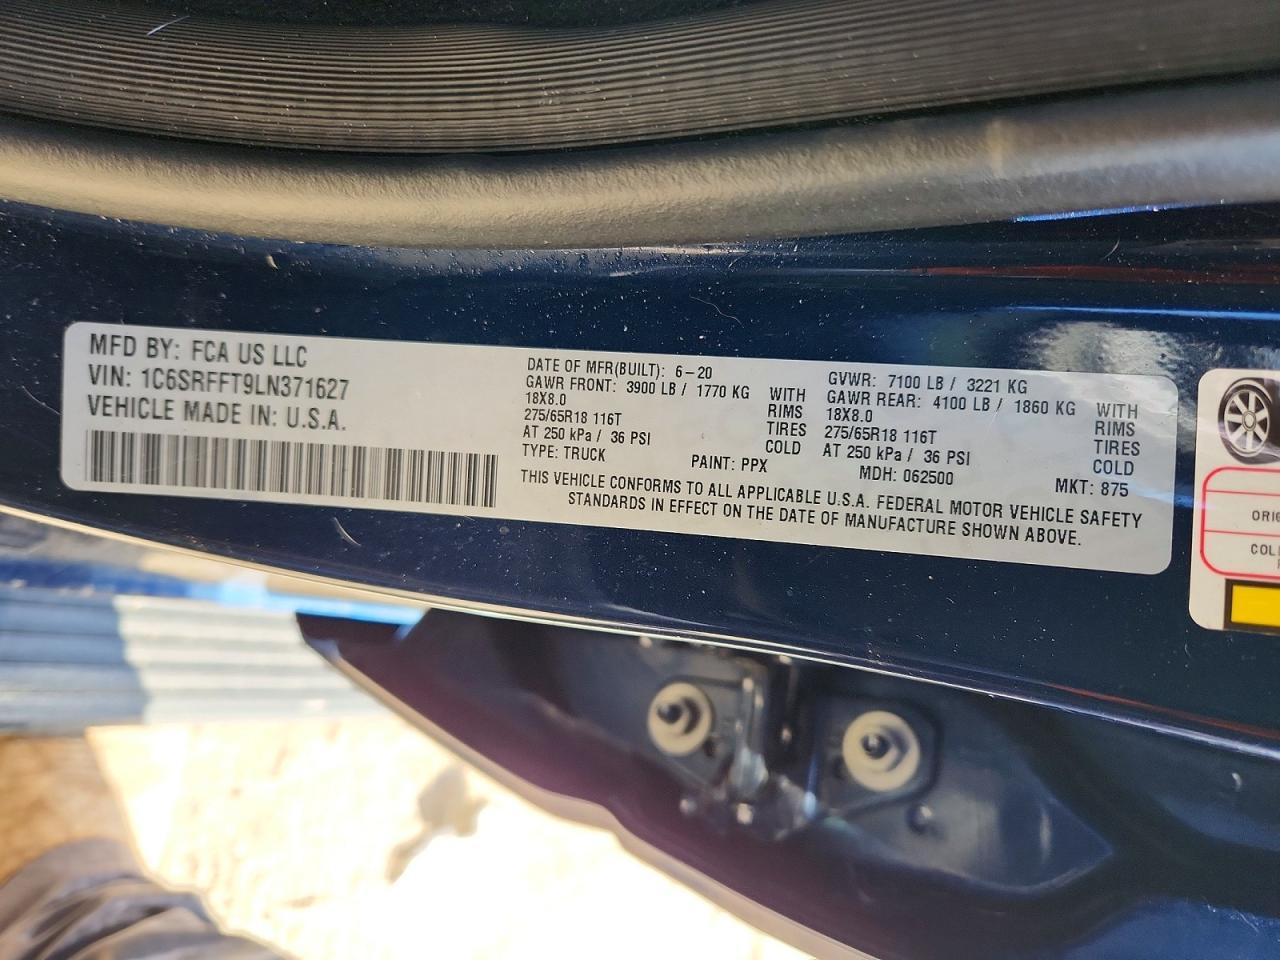 MFD BY: FCA US LLC
VIN: 1C6SRFFT9LN371627
VEHICLE MADE IN: U.S.A.
DATE OF MFR(BUILT): 6-20
GVWR: 7100 LB / 3221 KG
GAWR FRONT: 3900 LB / 1770 KG WITH
18X8.0 RIMS
275/65R18 116T TIRES
AT 250 kPa / 36 PSI COLD
GAWR REAR: 4100 LB / 1860 KG WITH
18X8.0 RIMS
275/65R18 116T TIRES
AT 250 kPa / 36 PSI COLD
TYPE: TRUCK PAINT: PPX MDH: 062500 MKT: 875
THIS VEHICLE CONFORMS TO ALL APPLICABLE U.S.A. FEDERAL MOTOR VEHICLE SAFETY
STANDARDS IN EFFECT ON THE DATE OF MANUFACTURE SHOWN ABOVE.